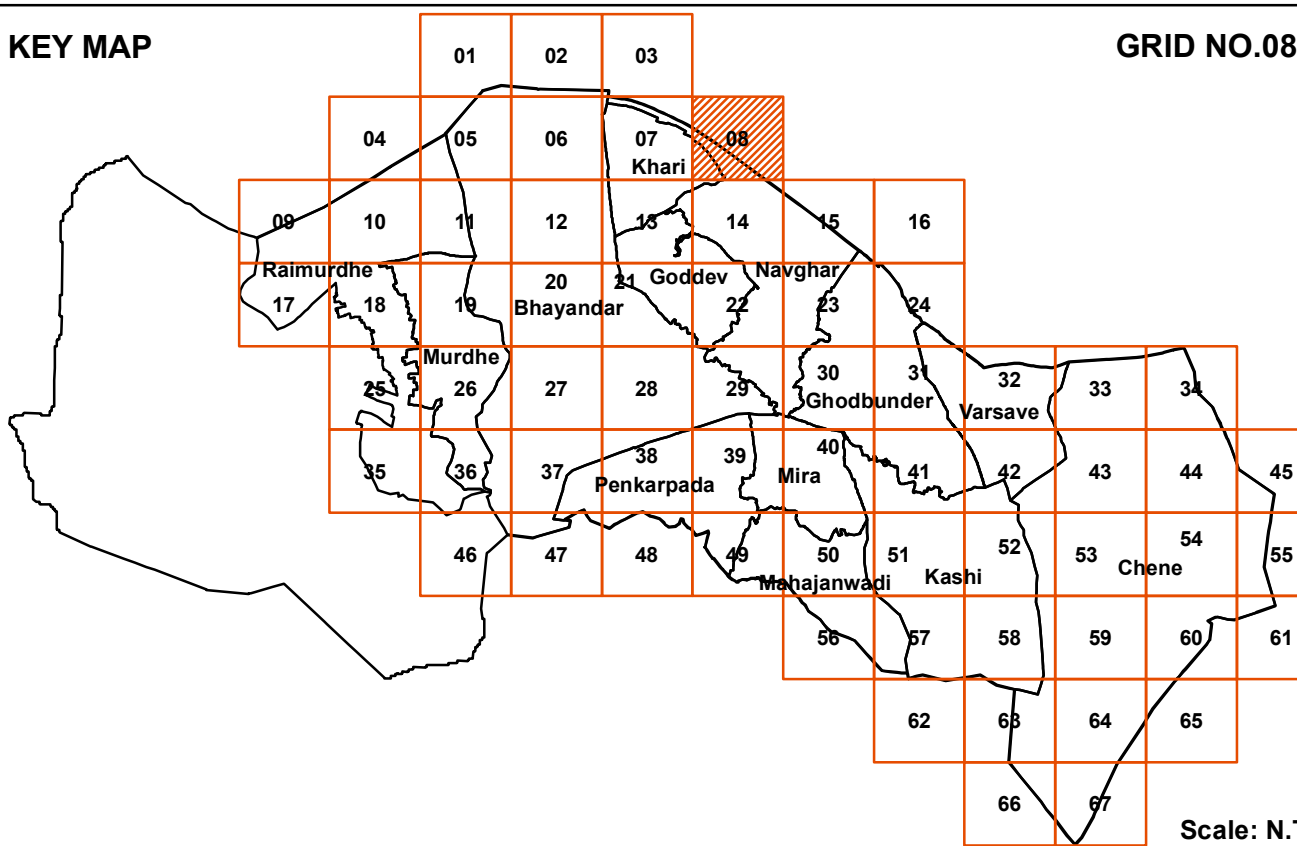 KEY MAP
GRID NO.08
01 02 03
04 05 06 07 08
Khari
09 10 11 12 13 14 15 16
Raimurdhe Goddev Navghar
17 18 19 20 21 22 23 24
Bhayandar
Murdhe
25 26 27 28 29 30 31 32 33 34
Ghodbunder Varsave
35 36 37 38 39 40 41 42 43 44 45
Penkarpada Mira
46 47 48 49 50 51 52 53 54 55
Mahajanwadi Kashi Chene
56 57 58 59 60 61
62 63 64 65
66 67
Scale: N.